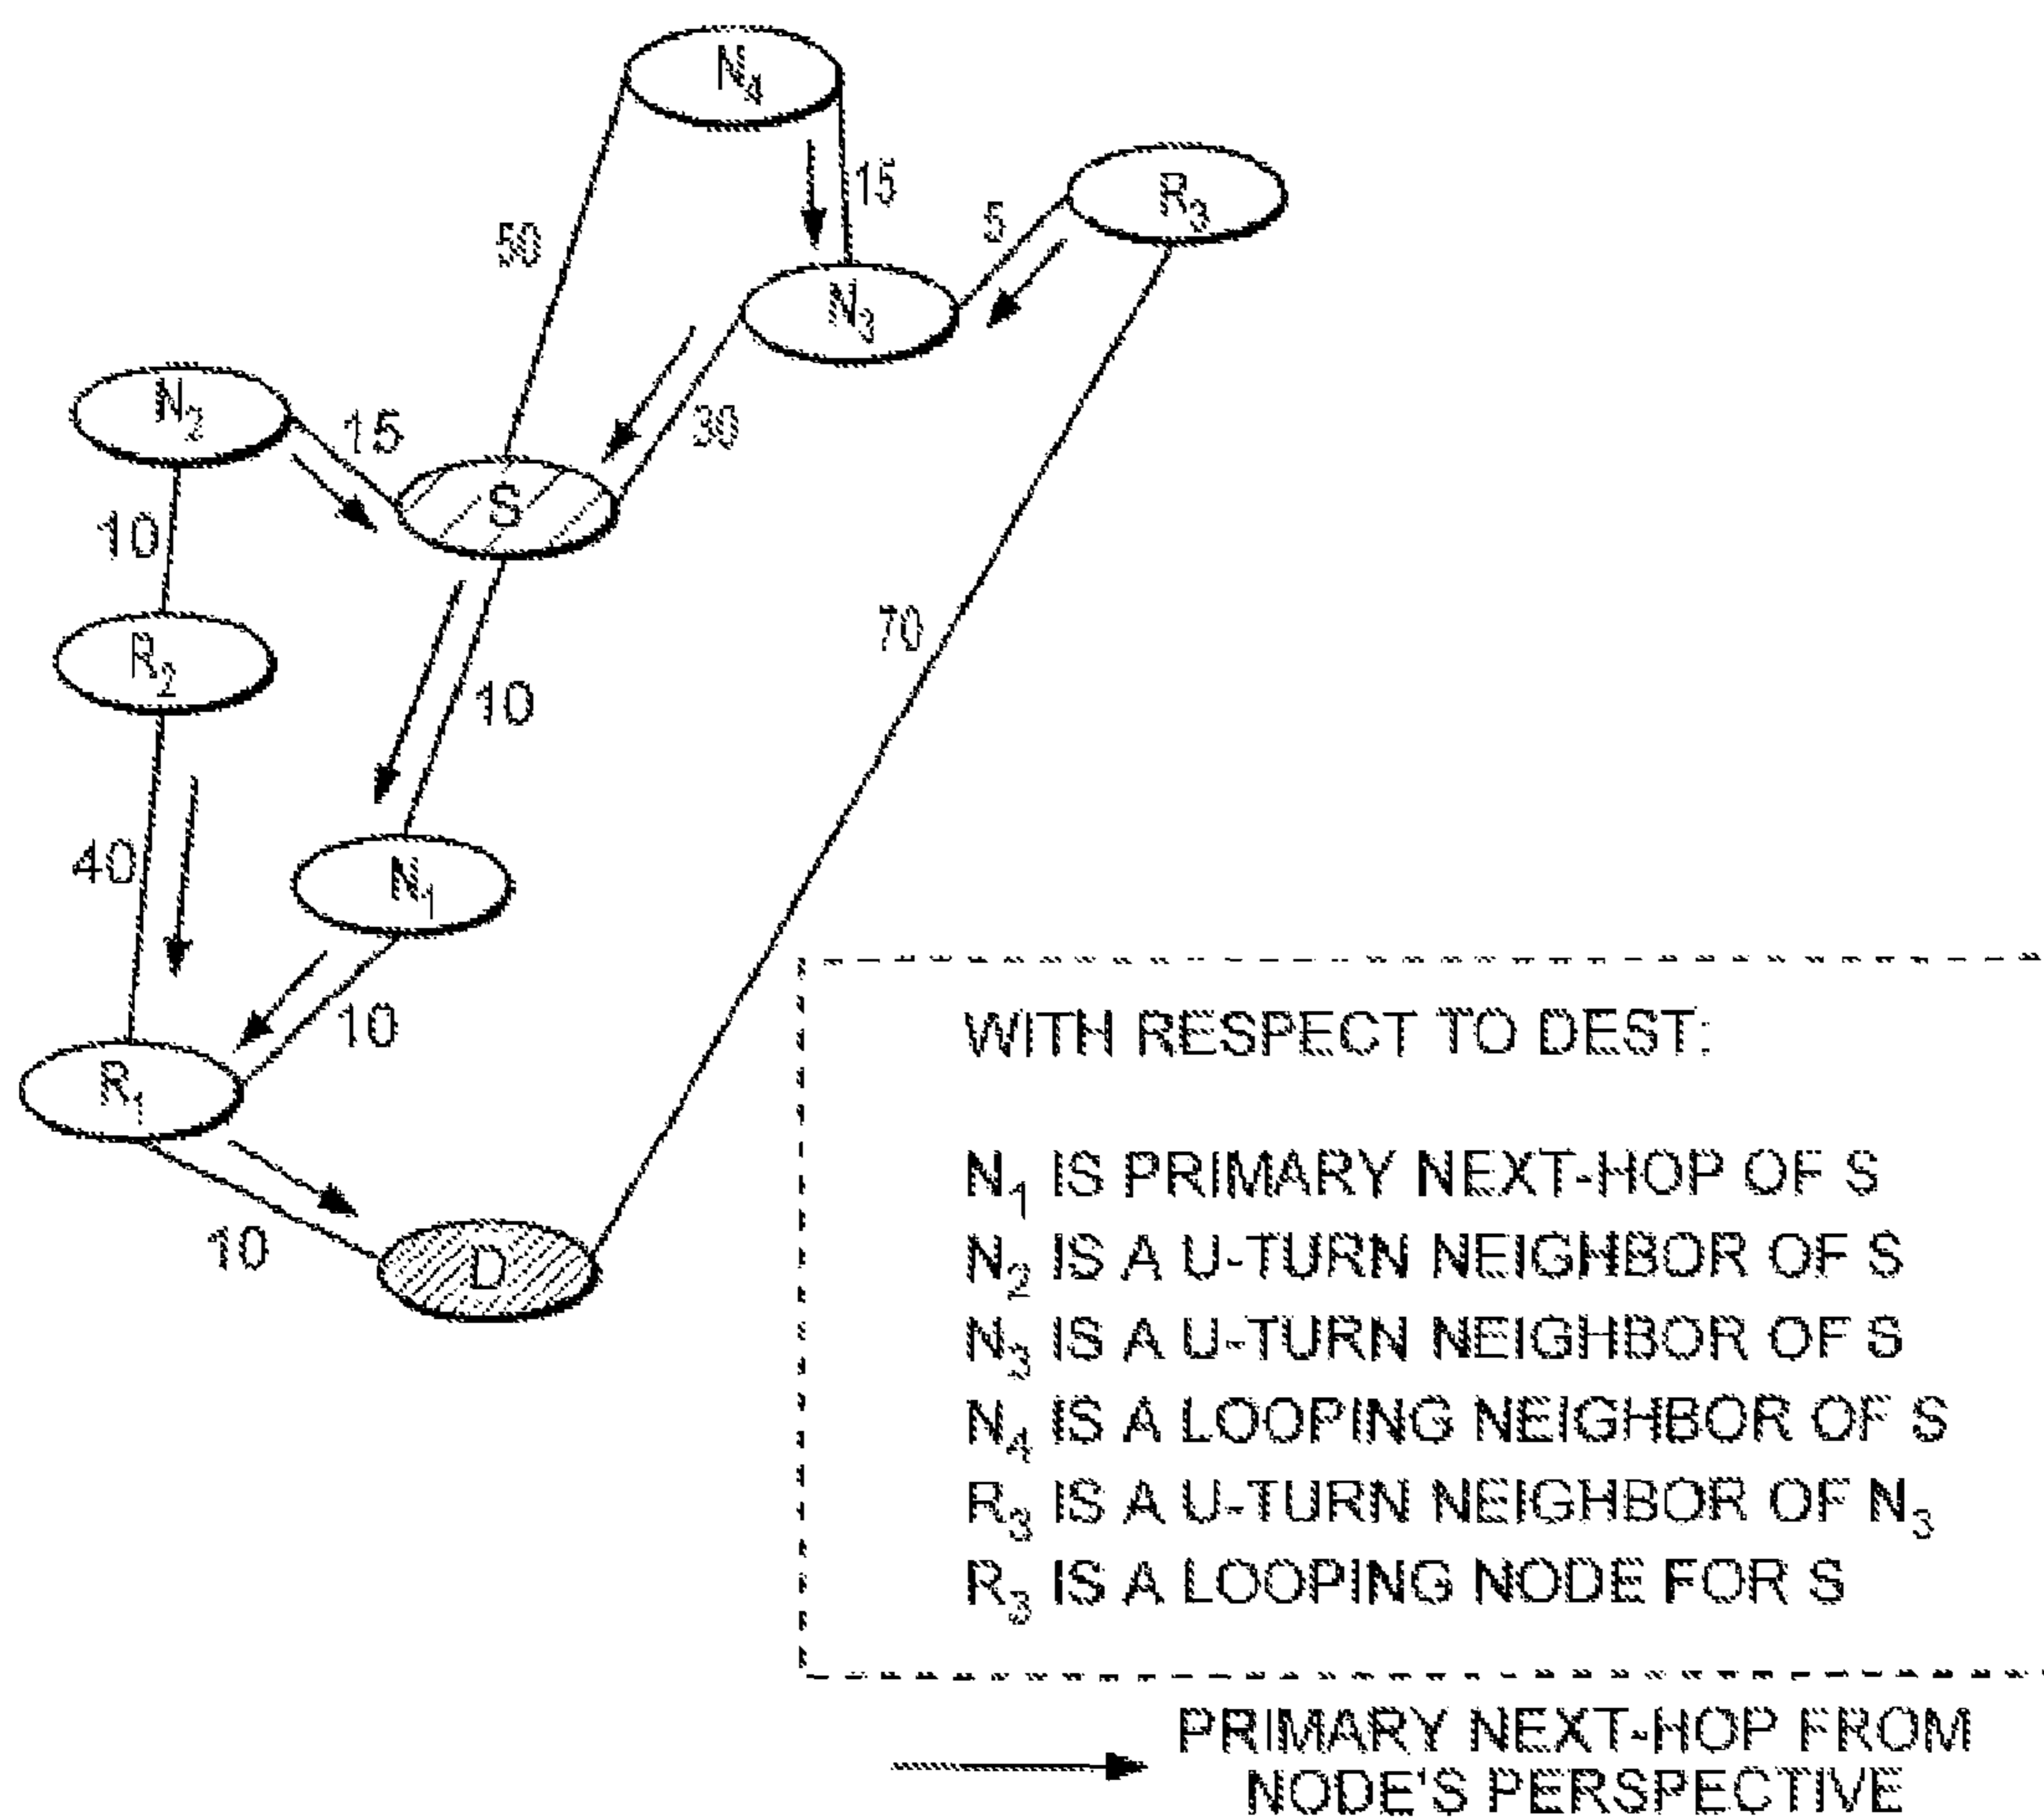 N₄
15
R₃
5
50
N₃
N₂
15
30
S
10
R₂
70
10
40
N₁
10
R₁
10
D
WITH RESPECT TO DEST:
N₁ IS PRIMARY NEXT-HOP OF S
N₂ IS A U-TURN NEIGHBOR OF S
N₃ IS A U-TURN NEIGHBOR OF S
N₄ IS A LOOPING NEIGHBOR OF S
R₃ IS A U-TURN NEIGHBOR OF N₃
R₃ IS A LOOPING NODE FOR S
PRIMARY NEXT-HOP FROM
NODE'S PERSPECTIVE